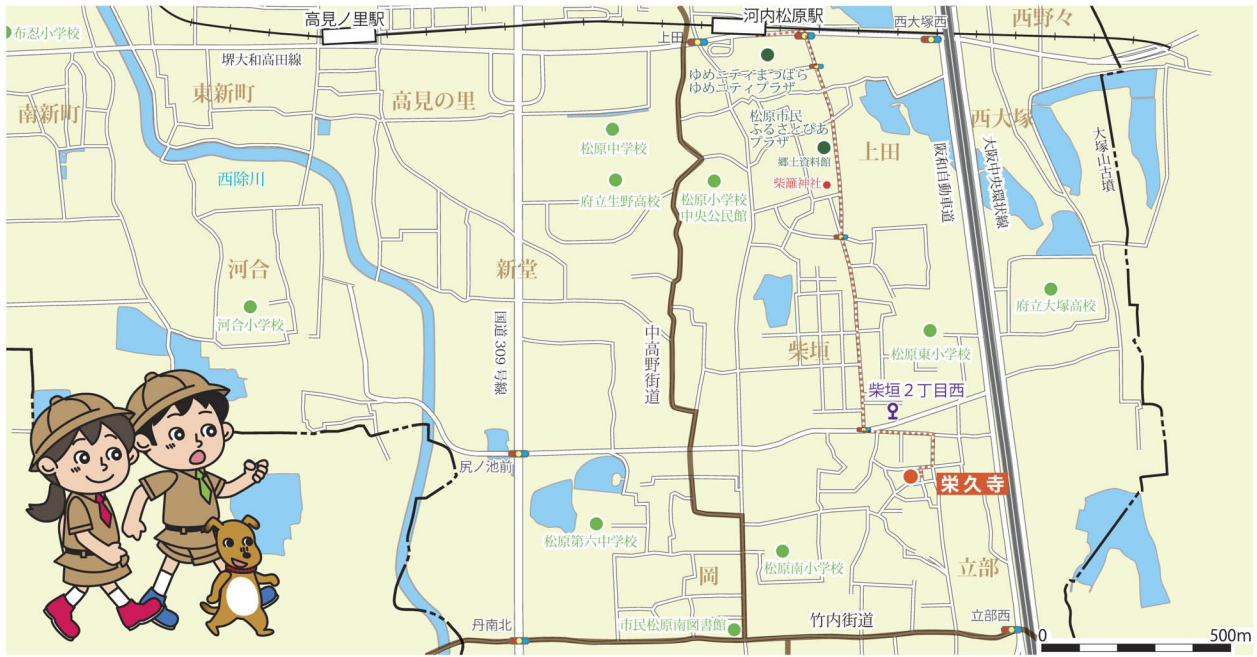 高見ノ里駅
河内松原駅
西大塚西
西野々
布忍小学校
上田
堺大和高田線
ゆめニティまつばら
ゆめニティプラザ
東新町
高見の里
南新町
松原市民
ふるさとぴあ
プラザ
西大塚
大塚山古墳
松原中学校
上田
郷土資料館
阪和自動車道
大阪中央環状線
西除川
柴籬神社
府立生野高校
松原小学校
中央公民館
河合
新堂
府立大塚高校
河合小学校
国道309号線
中高野街道
柴垣
松原東小学校
柴垣2丁目西
尻ノ池前
栄久寺
松原第六中学校
松原南小学校
岡
立部
丹南北
市民松原南図書館
竹内街道
立部西
0
500m